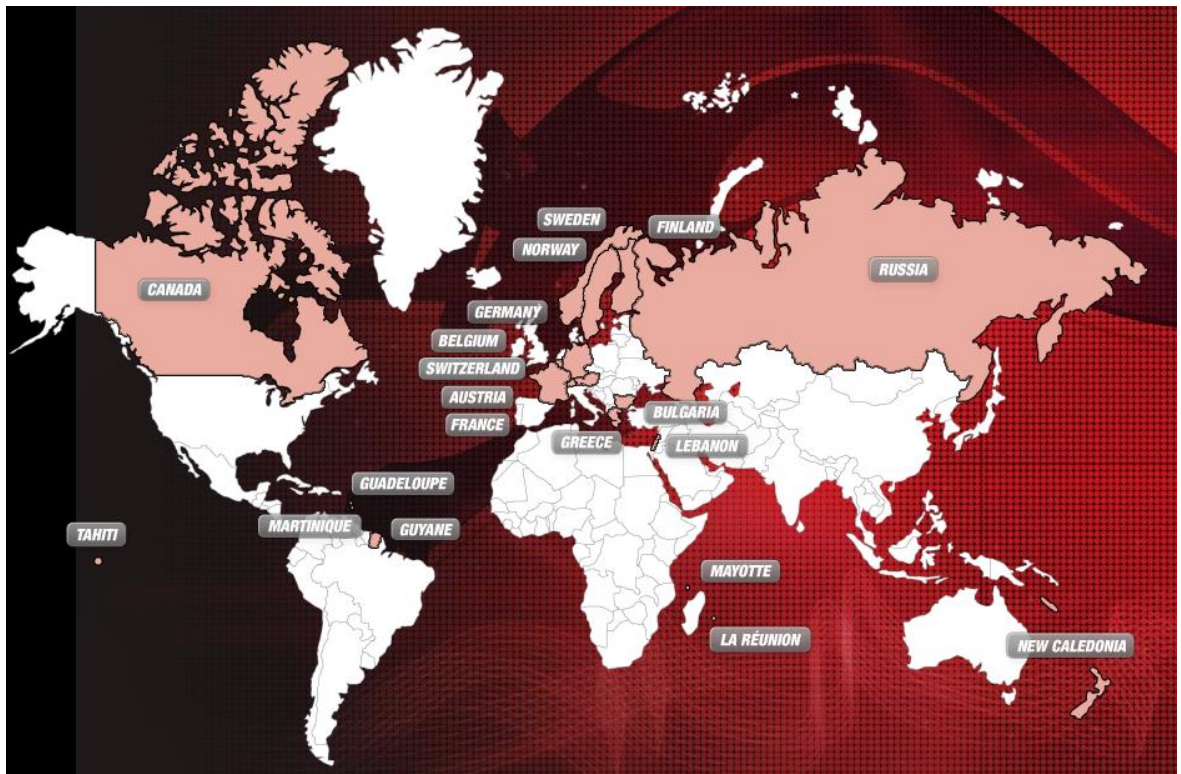 SWEDEN
FINLAND
NORWAY
RUSSIA
CANADA
GERMANY
BELGIUM
SWITZERLAND
AUSTRIA
BULGARIA
FRANCE
GREECE
LEBANON
GUADELOUPE
MARTINIQUE
GUYANE
TAHITI
MAYOTTE
LA RÉUNION
NEW CALEDONIA